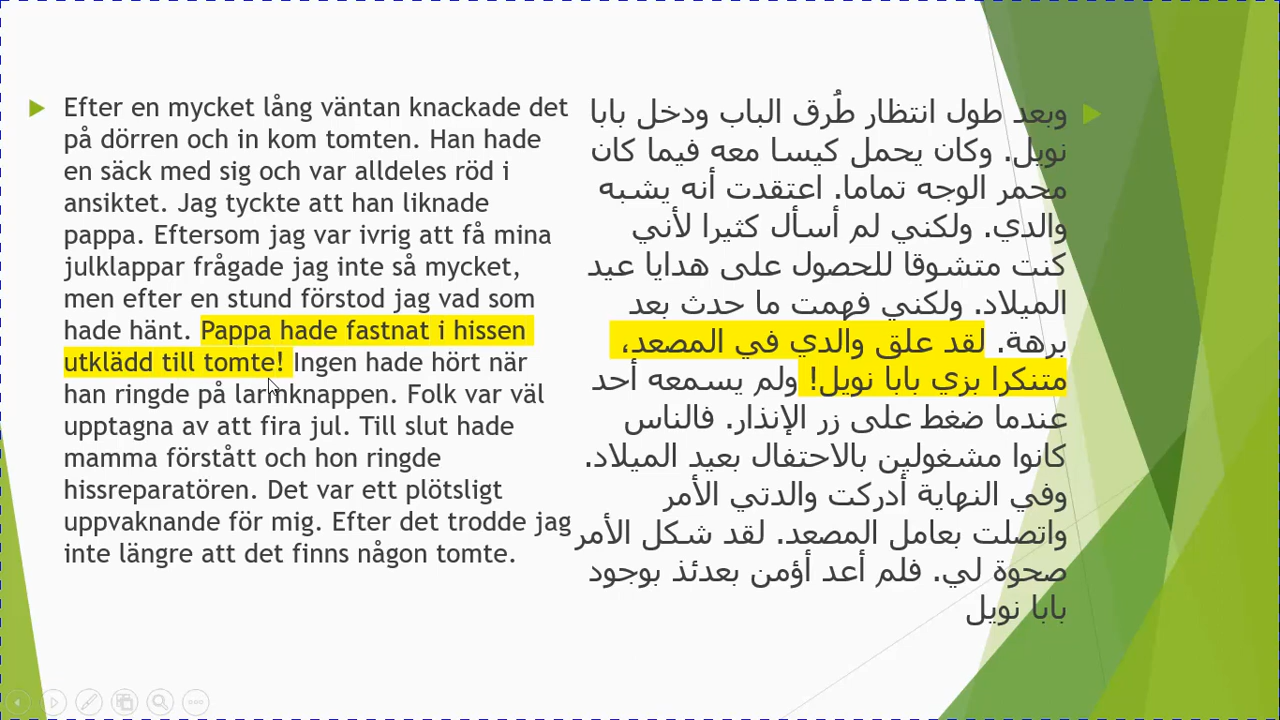 Efter en mycket lång väntan knackade det
på dörren och in kom tomten. Han hade
en säck med sig och var alldeles röd i
ansiktet. Jag tyckte att han liknade
pappa. Eftersom jag var ivrig att få mina
julklappar frågade jag inte så mycket,
men efter en stund förstod jag vad som
hade hänt. Pappa hade fastnat i hissen
utklädd till tomte! Ingen hade hört när
han ringde på larmknappen. Folk var väl
upptagna av att fira jul. Till slut hade
mamma förstått och hon ringde
hissreparatören. Det var ett plötsligt
uppvaknande för mig. Efter det trodde jag
inte längre att det finns någon tomte.
وبعد طول انتظار طُرق الباب ودخل بابا
نويل. وكان يحمل كيسا معه فيما كان
محمر الوجه تماما. اعتقدت أنه يشبه
والدي. ولكني لم أسأل كثيرا لأني
كنت متشوقا للحصول على هدايا عيد
الميلاد. ولكني فهمت ما حدث بعد
برهة. لقد علق والدي في المصعد،
متنكرا بزي بابا نويل! ولم يسمعه أحد
عندما ضغط على زر الإنذار. فالناس
كانوا مشغولين بالاحتفال بعيد الميلاد.
وفي النهاية أدركت والدتي الأمر
واتصلت بعامل المصعد. لقد شكل الأمر
صحوة لي. فلم أعد أؤمن بعدئذ بوجود
بابا نويل